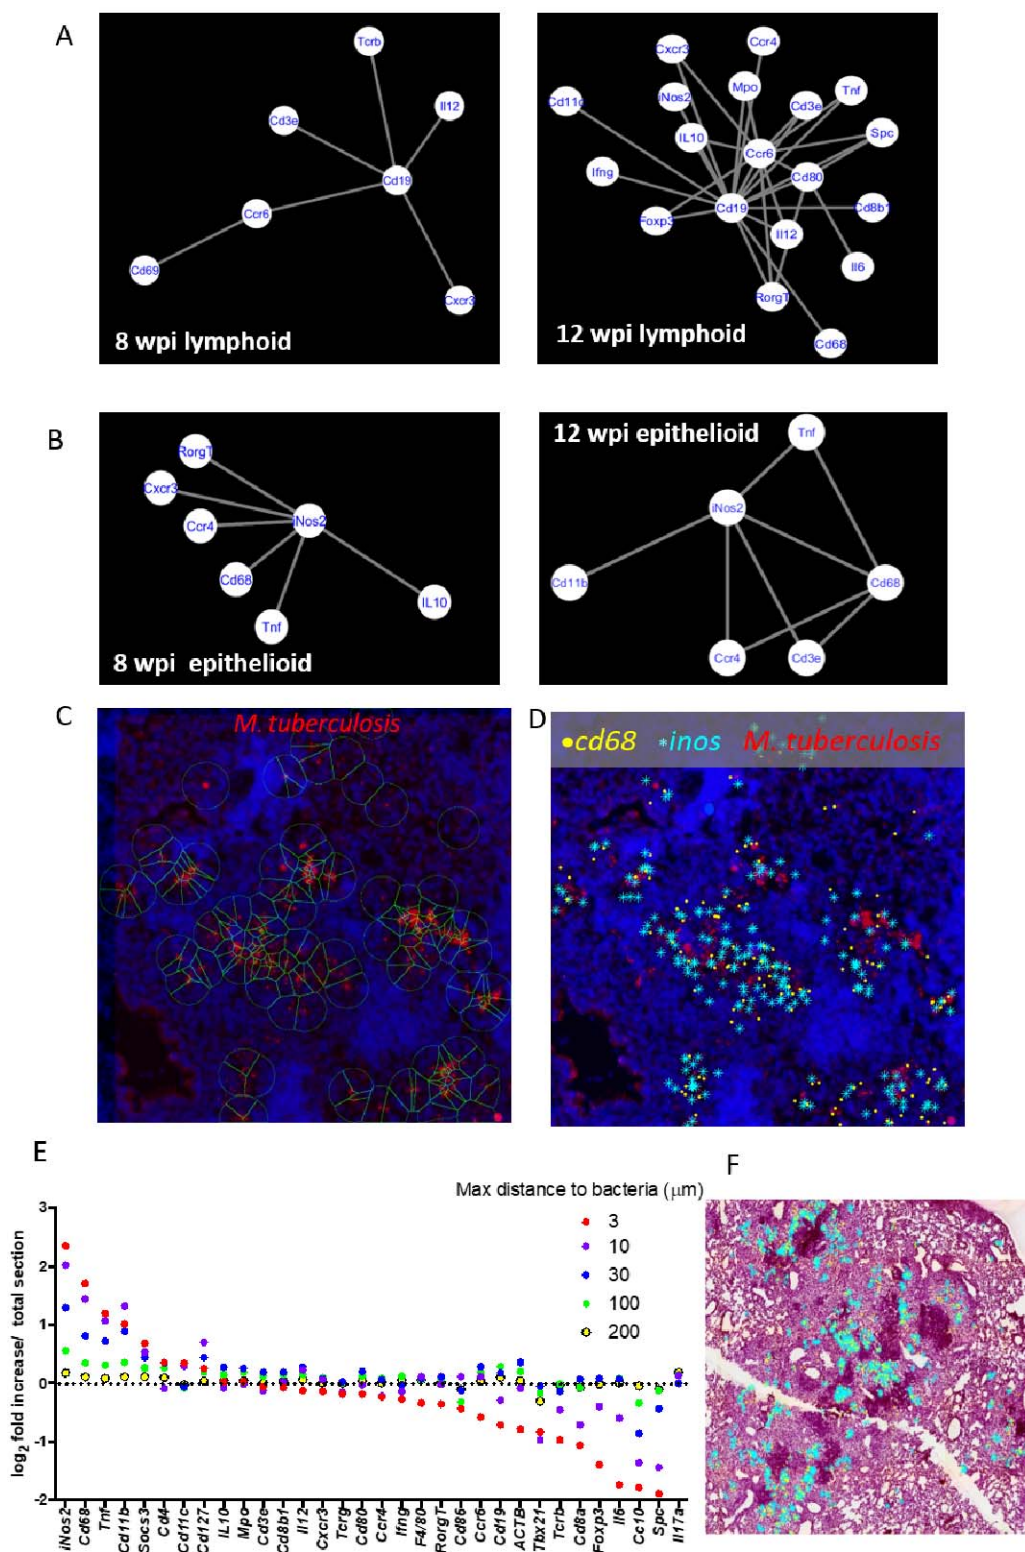 A
Tcrb
Il12
Cd3e
Cd19
Ccr6
Cd69
Cxcr3
8 wpi lymphoid
Ccr4
Cxcr3
Mpo
iNos2
Cd11c
Cd3e
Tnf
IL10
Spc
Ccr6
Ifng
Cd80
Cd19
Cd8b1
Foxp3
Il12
Il6
RorgT
Cd68
12 wpi lymphoid
B
RorgT
Cxcr3
iNos2
Ccr4
Cd68
IL10
Tnf
8 wpi epithelioid
12 wpi epithelioid
Tnf
iNos2
Cd11b
Cd68
Ccr4
Cd3e
C
M. tuberculosis
D
cd68 *inos M. tuberculosis
E
Max distance to bacteria (μm)
3
10
30
100
200
log2 fold increase/ total section
3
2
1
0
-1
-2
iNos2
Cd68
Tnf
Cd11b
Socs3
Cd4
Cd11c
Cd127
IL10
Mpo
Cd3e
Cd8b1
Il12
Cxcr3
Tcrg
Cd80
Ccr4
Ifng
F4/80
RorgT
Cd86
Ccr6
Cd19
ACTB
Tbx21
Tcrb
Cd8a
Foxp3
Il6
Cc10
Spc
Il17a
F